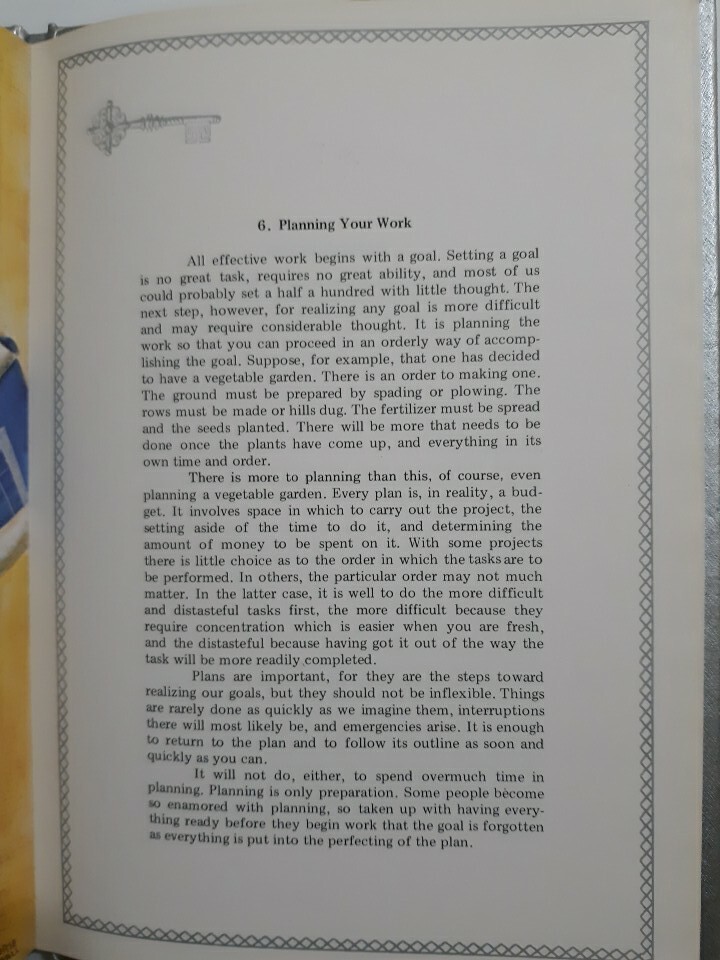 6. Planning Your Work
All effective work begins with a goal. Setting a goal
is no great task, requires no great ability, and most of us
could probably set a half a hundred with little thought. The
next step, however, for realizing any goal is more difficult
and may require considerable thought. It is planning the
work so that you can proceed in an orderly way of accomp-
lishing the goal. Suppose, for example, that one has decided
to have a vegetable garden. There is an order to making one.
The ground must be prepared by spading or plowing. The
rows must be made or hills dug. The fertilizer must be spread
and the seeds planted. There will be more that needs to be
done once the plants have come up, and everything in its
own time and order.
There is more to planning than this, of course, even
planning a vegetable garden. Every plan is, in reality, a bud-
get. It involves space in which to carry out the project, the
setting aside of the time to do it, and determining the
amount of money to be spent on it. With some projects
there is little choice as to the order in which the tasks are to
be performed. In others, the particular order may not much
matter. In the latter case, it is well to do the more difficult
and distasteful tasks first, the more difficult because they
require concentration which is easier when you are fresh,
and the distasteful because having got it out of the way the
task will be more readily completed.
Plans are important, for they are the steps toward
realizing our goals, but they should not be inflexible. Things
are rarely done as quickly as we imagine them, interruptions
there will most likely be, and emergencies arise. It is enough
to return to the plan and to follow its outline as soon and
quickly as you can.
It will not do, either, to spend overmuch time in
planning. Planning is only preparation. Some people become
so enamored with planning, so taken up with having every-
thing ready before they begin work that the goal is forgotten
as everything is put into the perfecting of the plan.